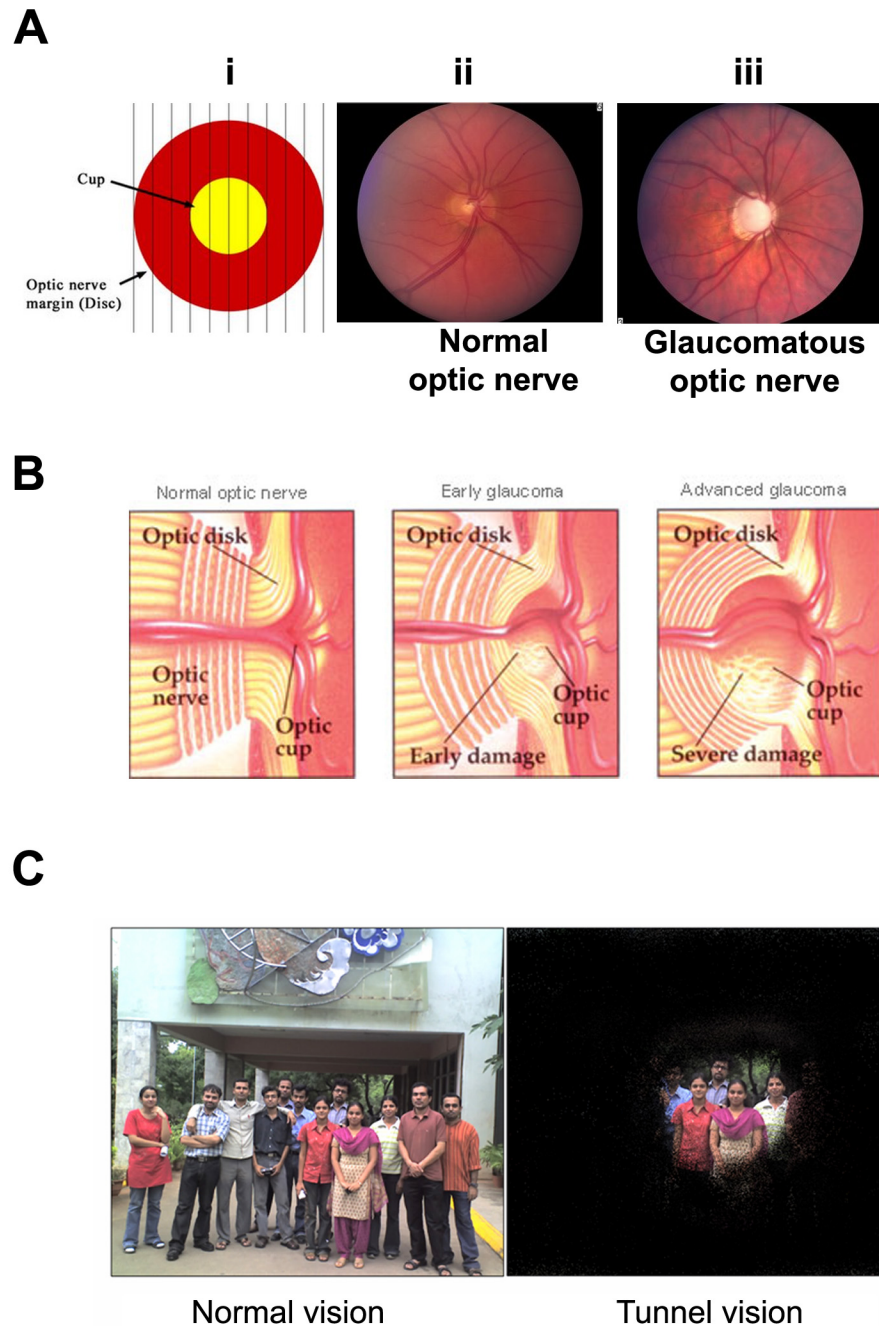 A
i
ii
iii
Cup
Optic nerve
margin (Disc)
Normal
optic nerve
Glaucomatous
optic nerve
B
Normal optic nerve
Early glaucoma
Advanced glaucoma
Optic disk
Optic
nerve
Optic
cup
Optic disk
Optic
cup
Early damage
Optic disk
Optic
cup
Severe damage
C
Normal vision
Tunnel vision